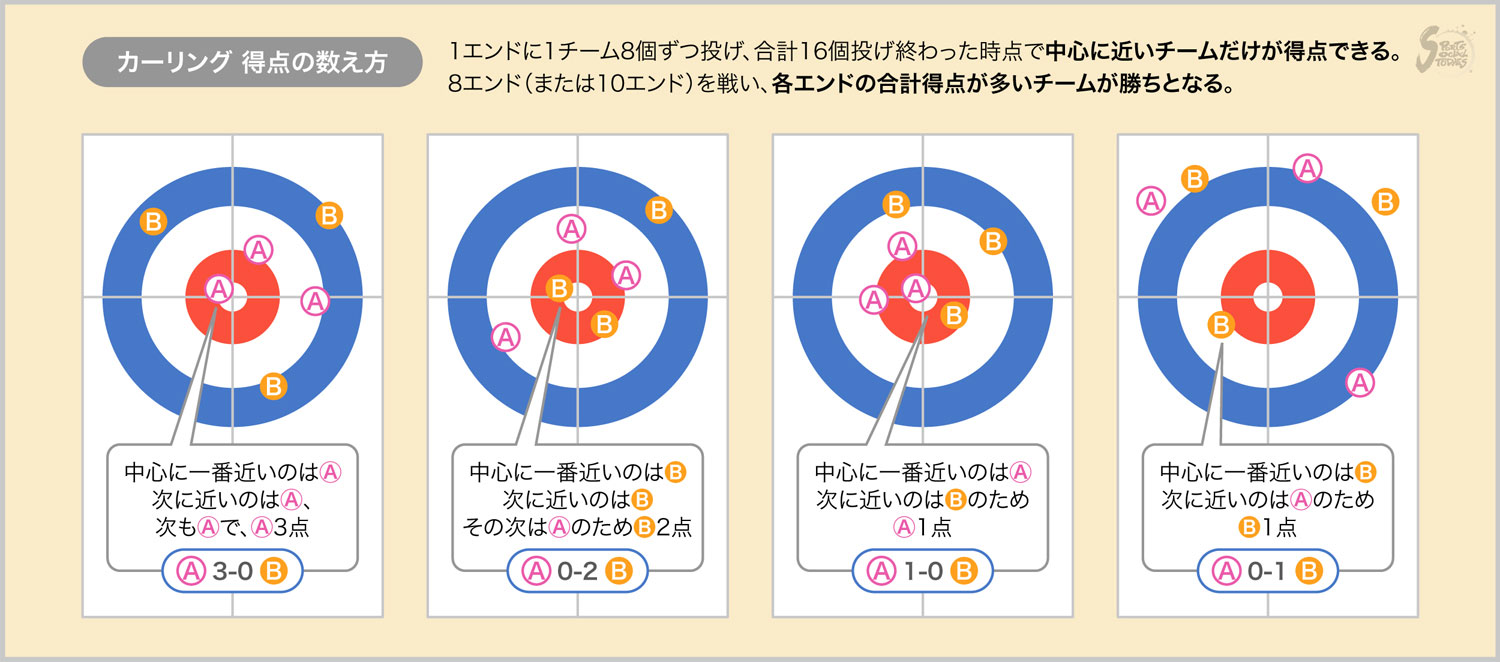 カーリング 得点の数え方
1エンドに1チーム8個ずつ投げ、合計16個投げ終わった時点で中心に近いチームだけが得点できる。
8エンド（または10エンド）を戦い、各エンドの合計得点が多いチームが勝ちとなる。
SPORTS SOCIAL STORIES
B
B
A
A
A
B
中心に一番近いのはⒶ
次に近いのはⒶ、
次もⒶで、Ⓐ3点
Ⓐ 3-0 B
B
A
A
B
B
A
中心に一番近いのはB
次に近いのはB
その次はⒶのためB2点
Ⓐ 0-2 B
B
B
A
A
A
B
中心に一番近いのはⒶ
次に近いのはBのため
Ⓐ1点
Ⓐ 1-0 B
A
B
B
A
B
A
中心に一番近いのはB
次に近いのはⒶのため
B1点
Ⓐ 0-1 B